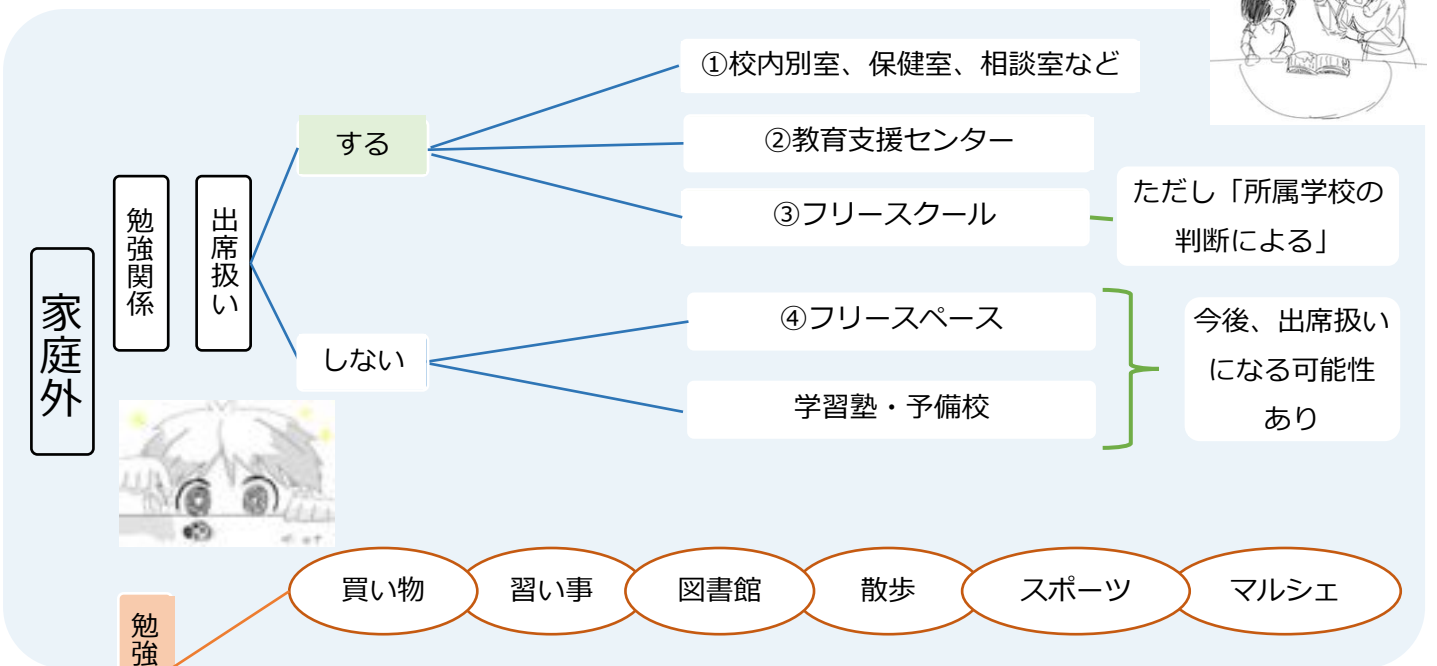 家庭外
勉強関係
出席扱い
する
①校内別室、保健室、相談室など
②教育支援センター
③フリースクール
ただし「所属学校の
判断による」
しない
④フリースペース
学習塾・予備校
今後、出席扱い
になる可能性
あり
勉強
買い物
習い事
図書館
散歩
スポーツ
マルシェ